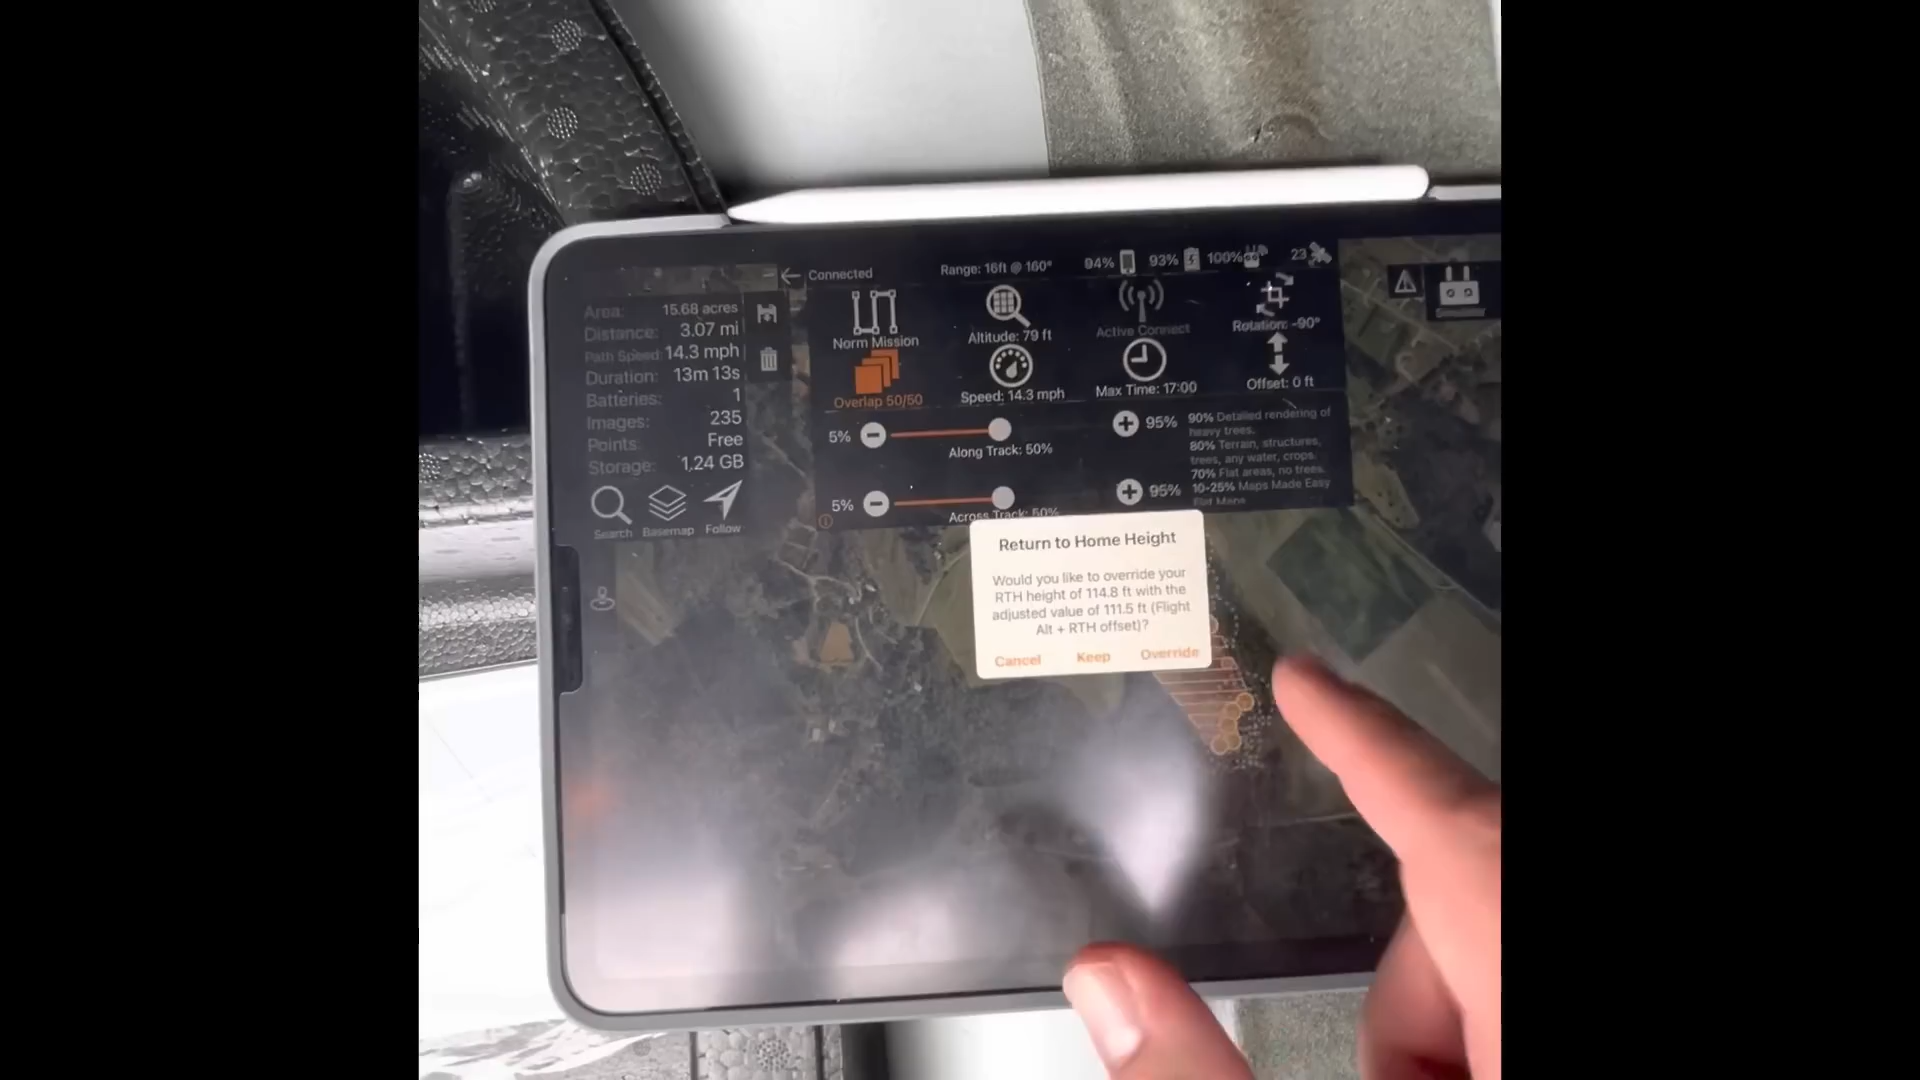 Connected
Range: 16ft @ 160°
94%
93%
100%
23
Area: 15.68 acres
Distance: 3.07 mi
Path Speed: 14.3 mph
Duration: 13m 13s
Batteries: 1
Images: 235
Points: Free
Storage: 1,24 GB
Search
Basemap
Follow
Norm Mission
Altitude: 79 ft
Active Connect
Rotation: -90°
Overlap 50/50
Speed: 14.3 mph
Max Time: 17:00
Offset: 0 ft
5%
Along Track: 50%
95%
5%
Across Track: 50%
95%
90% Detailed rendering of
heavy trees.
80% Terrain, structures,
trees, any water, crops.
70% Flat areas, no trees.
10-25% Maps Made Easy
Flat Maps
Return to Home Height
Would you like to override your
RTH height of 114.8 ft with the
adjusted value of 111.5 ft (Flight
Alt + RTH offset)?
Cancel
Keep
Override